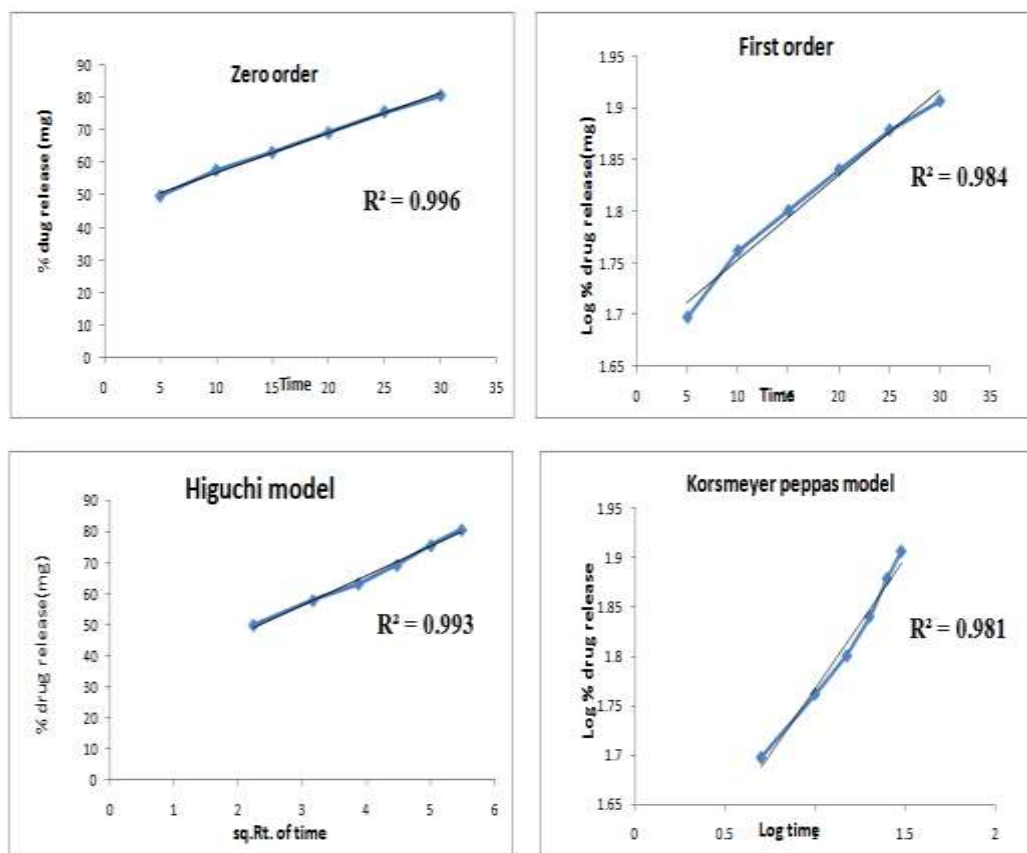 Zero order
% dug release (mg)
90
80
70
60
50
40
30
20
10
0
R² = 0.996
0 5 10 15 20 25 30 35
Time
First order
Log % drug release(mg)
1.95
1.9
1.85
1.8
1.75
1.7
1.65
R² = 0.984
0 5 10 15 20 25 30 35
Time
Higuchi model
% drug release(mg)
90
80
70
60
50
40
30
20
10
0
R² = 0.993
0 1 2 3 4 5 6
sq.Rt. of time
Korsmeyer peppas model
Log % drug release
1.95
1.9
1.85
1.8
1.75
1.7
1.65
R² = 0.981
0 0.5 1 1.5 2
Log time